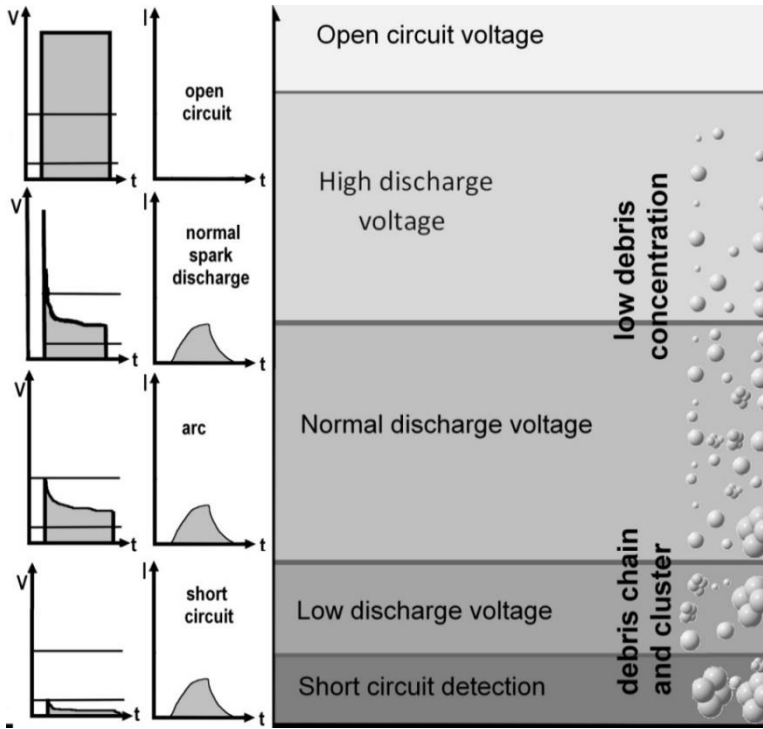 V
I
open
circuit
t
t
V
I
normal
spark
discharge
t
t
V
I
arc
t
t
V
I
short
circuit
t
t
Open circuit voltage
High discharge
voltage
Normal discharge voltage
Low discharge voltage
Short circuit detection
low debris
concentration
debris chain
and cluster